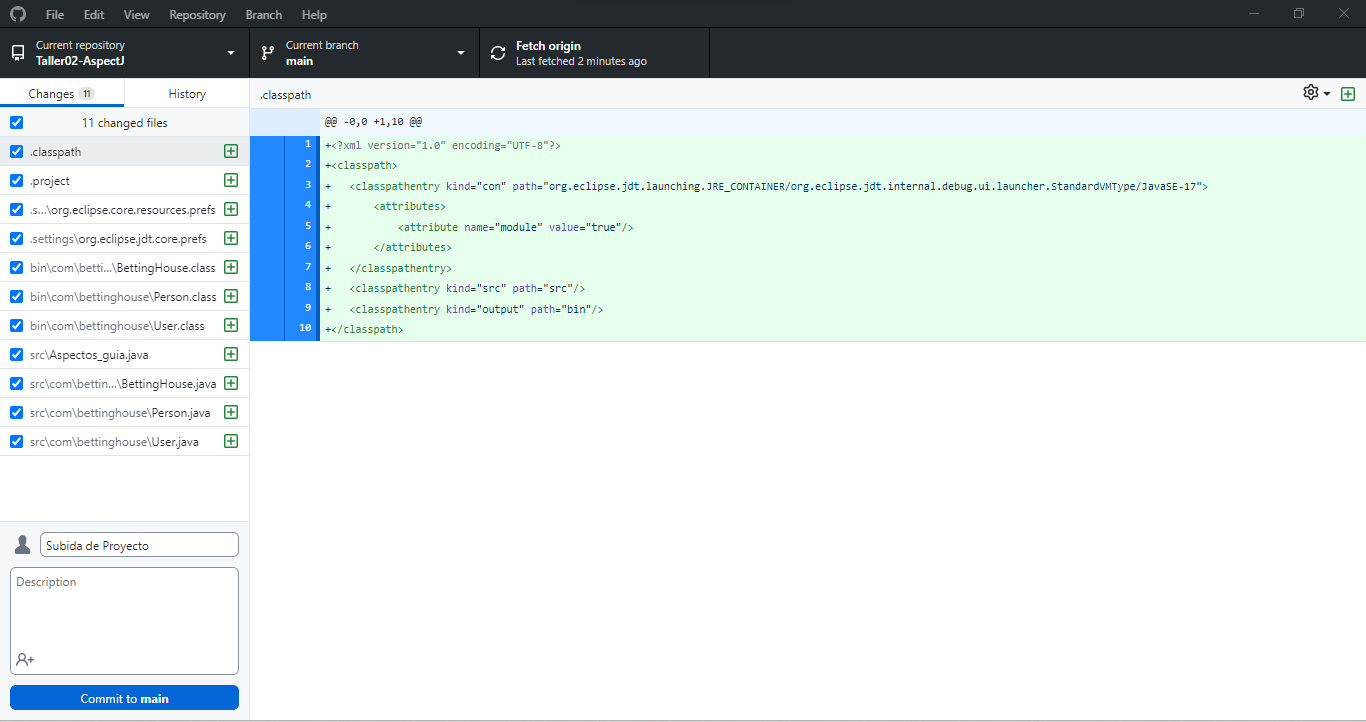 File Edit View Repository Branch Help
Current repository
Taller02-AspectJ
Current branch
main
Fetch origin
Last fetched 2 minutes ago
Changes 11
History
.classpath
11 changed files
.classpath
.project
.s...\org.eclipse.core.resources.prefs
.settings\org.eclipse.jdt.core.prefs
bin\com\betti...\BettingHouse.class
bin\com\bettinghouse\Person.class
bin\com\bettinghouse\User.class
src\Aspectos_guia.java
src\com\bettin...\BettingHouse.java
src\com\bettinghouse\Person.java
src\com\bettinghouse\User.java
Subida de Proyecto
Description
Commit to main
@@ -0,0 +1,10 @@
1 +<?xml version="1.0" encoding="UTF-8"?>
2 +<classpath>
3 + <classpathentry kind="con" path="org.eclipse.jdt.launching.JRE_CONTAINER/org.eclipse.jdt.internal.debug.ui.launcher.StandardVMType/JavaSE-17">
4 + <attributes>
5 + <attribute name="module" value="true"/>
6 + </attributes>
7 + </classpathentry>
8 + <classpathentry kind="src" path="src"/>
9 + <classpathentry kind="output" path="bin"/>
10 +</classpath>